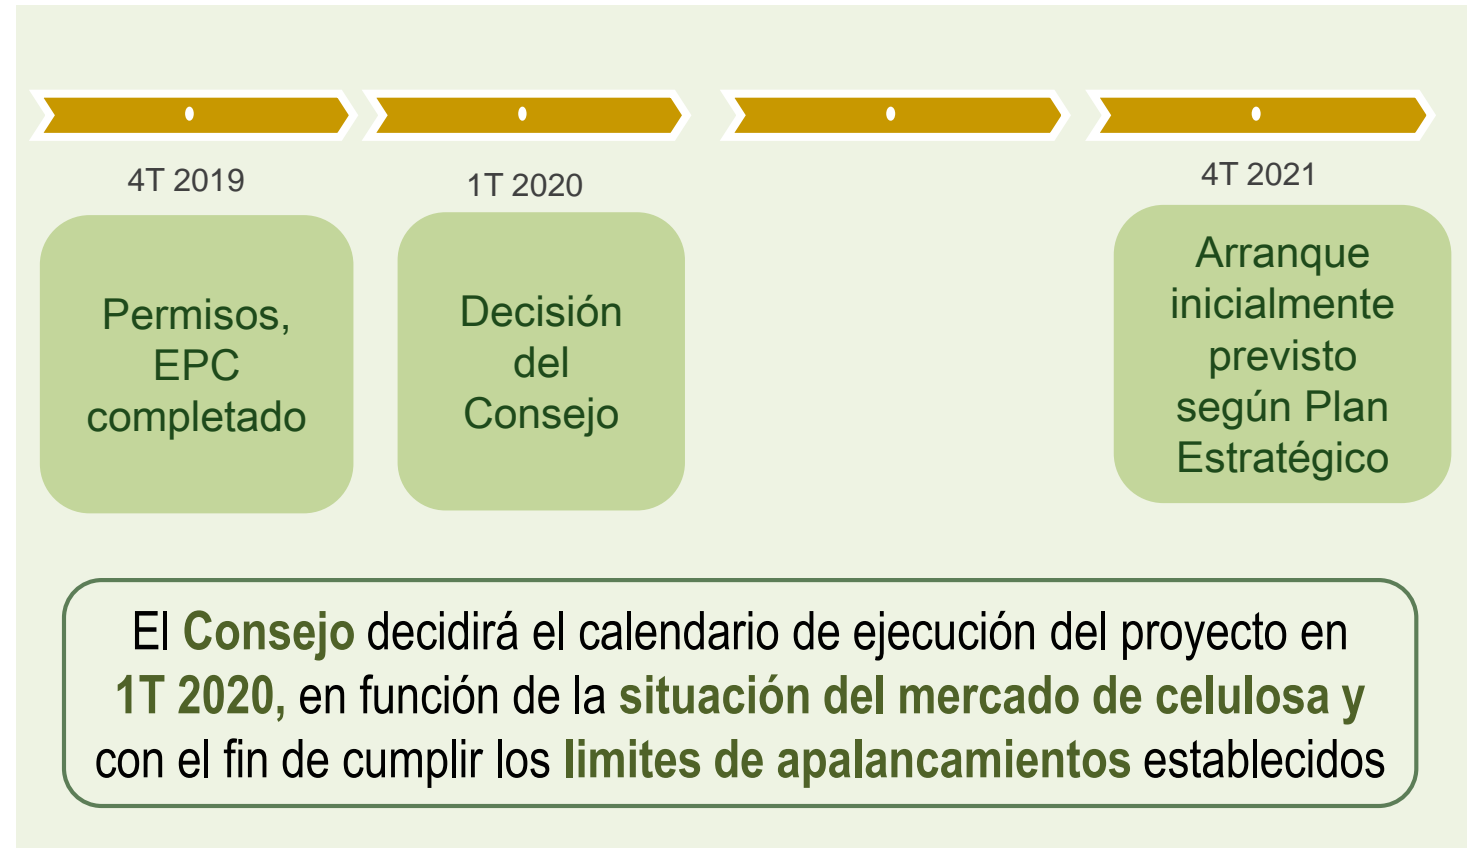 4T 2019
1T 2020
4T 2021
Permisos,
EPC
completado
Decisión
del
Consejo
Arranque
inicialmente
previsto
según Plan
Estratégico
El Consejo decidirá el calendario de ejecución del proyecto en
1T 2020, en función de la situación del mercado de celulosa y
con el fin de cumplir los limites de apalancamientos establecidos